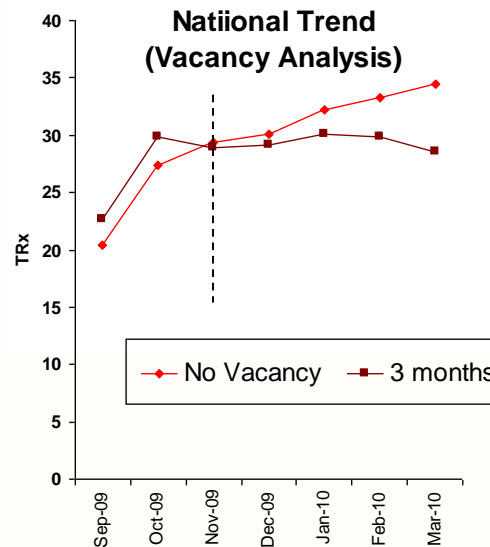 Natiional Trend
(Vacancy Analysis)
40
35
30
25
20
15
10
5
0
TRx
No Vacancy
3 months
Sep-09
Oct-09
Nov-09
Dec-09
Jan-10
Feb-10
Mar-10